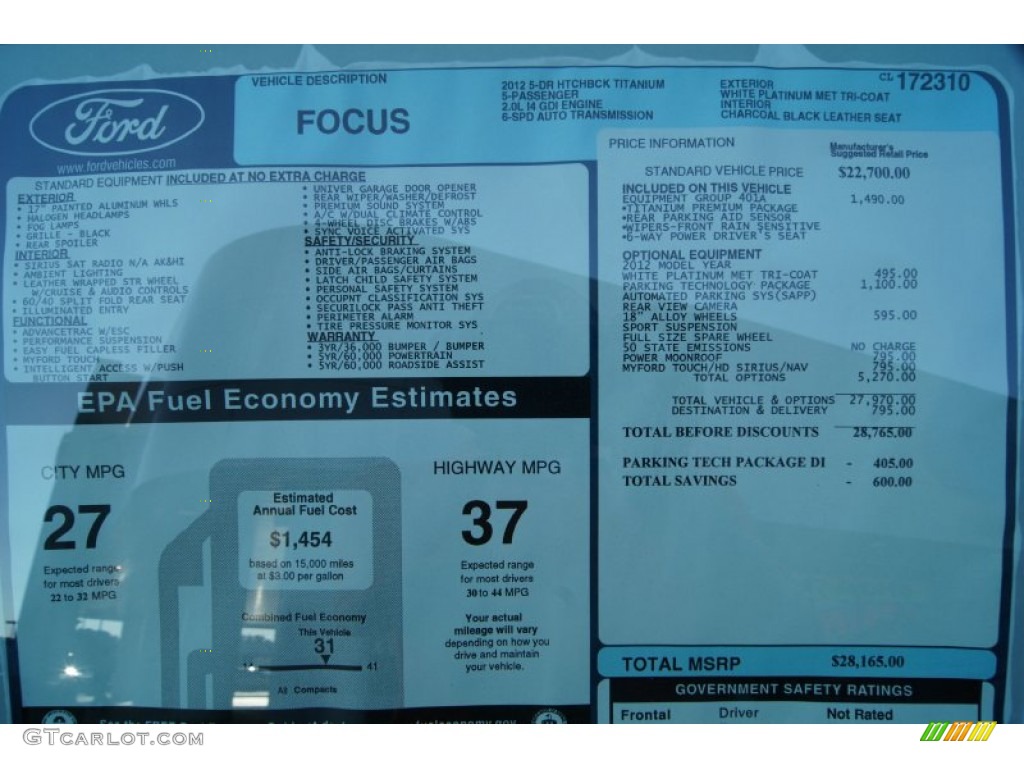 Ford
www.fordvehicles.com
VEHICLE DESCRIPTION
FOCUS
2012 5-DR HTCHBCK TITANIUM
5-PASSENGER
2.0L I4 GDI ENGINE
6-SPD AUTO TRANSMISSION
EXTERIOR
WHITE PLATINUM MET TRI-COAT
INTERIOR
CHARCOAL BLACK LEATHER SEAT
CL 172310
STANDARD EQUIPMENT INCLUDED AT NO EXTRA CHARGE
EXTERIOR
• 17" PAINTED ALUMINUM WHLS
• HALOGEN HEADLAMPS
• FOG LAMPS
• GRILLE - BLACK
• REAR SPOILER
INTERIOR
• SIRIUS SAT RADIO N/A AK&HI
• AMBIENT LIGHTING
• LEATHER WRAPPED STR WHEEL
W/CRUISE & AUDIO CONTROLS
• 60/40 SPLIT FOLD REAR SEAT
• ILLUMINATED ENTRY
FUNCTIONAL
• ADVANCETRAC W/ESC
• PERFORMANCE SUSPENSION
• EASY FUEL CAPLESS FILLER
• MYFORD TOUCH
• INTELLIGENT ACCESS W/PUSH
BUTTON START
• UNIVER GARAGE DOOR OPENER
• REAR WIPER/WASHER/DEFROST
• PREMIUM SOUND SYSTEM
• A/C W/DUAL CLIMATE CONTROL
• 4-WHEEL DISC BRAKES W/ABS
• SYNC VOICE ACTIVATED SYS
SAFETY/SECURITY
• ANTI-LOCK BRAKING SYSTEM
• DRIVER/PASSENGER AIR BAGS
• SIDE AIR BAGS/CURTAINS
• LATCH CHILD SAFETY SYSTEM
• PERSONAL SAFETY SYSTEM
• OCCUPNT CLASSIFICATION SYS
• SECURILOCK PASS ANTI THEFT
• PERIMETER ALARM
• TIRE PRESSURE MONITOR SYS
WARRANTY
• 3YR/36,000 BUMPER / BUMPER
• 5YR/60,000 POWERTRAIN
• 5YR/60,000 ROADSIDE ASSIST
PRICE INFORMATION
Manufacturer's
Suggested Retail Price
STANDARD VEHICLE PRICE $22,700.00
INCLUDED ON THIS VEHICLE
EQUIPMENT GROUP 401A 1,490.00
•TITANIUM PREMIUM PACKAGE
•REAR PARKING AID SENSOR
•WIPERS-FRONT RAIN SENSITIVE
•6-WAY POWER DRIVER'S SEAT
OPTIONAL EQUIPMENT
2012 MODEL YEAR
WHITE PLATINUM MET TRI-COAT 495.00
PARKING TECHNOLOGY PACKAGE 1,100.00
AUTOMATED PARKING SYS(SAPP)
REAR VIEW CAMERA
18" ALLOY WHEELS 595.00
SPORT SUSPENSION
FULL SIZE SPARE WHEEL
50 STATE EMISSIONS NO CHARGE
POWER MOONROOF 795.00
MYFORD TOUCH/HD SIRIUS/NAV 795.00
TOTAL OPTIONS 5,270.00
TOTAL VEHICLE & OPTIONS 27,970.00
DESTINATION & DELIVERY 795.00
TOTAL BEFORE DISCOUNTS 28,765.00
PARKING TECH PACKAGE DI - 405.00
TOTAL SAVINGS - 600.00
TOTAL MSRP $28,165.00
GOVERNMENT SAFETY RATINGS
Frontal Driver Not Rated
EPA Fuel Economy Estimates
CITY MPG
27
Expected range
for most drivers
22 to 32 MPG
Estimated
Annual Fuel Cost
$1,454
based on 15,000 miles
at $3.00 per gallon
Combined Fuel Economy
This Vehicle
31
41
All Compacts
HIGHWAY MPG
37
Expected range
for most drivers
30 to 44 MPG
Your actual
mileage will vary
depending on how you
drive and maintain
your vehicle.
See the FREE
fueleconomy.gov
GTCarLot.com